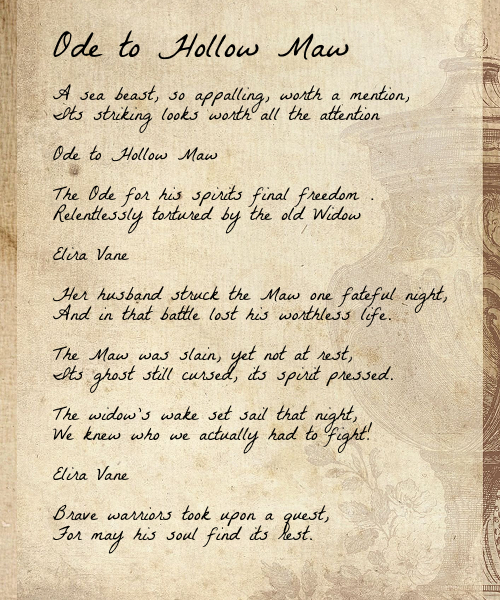 Ode to Hollow Maw
A sea beast, so appalling, worth a mention,
Its striking looks worth all the attention
Ode to Hollow Maw
The Ode for his spirits final freedom .
Relentlessly tortured by the old Widow
Elira Vane
Her husband struck the Maw one fateful night,
And in that battle lost his worthless life.
The Maw was slain, yet not at rest,
Its ghost still cursed, its spirit pressed.
The widow's wake set sail that night,
We knew who we actually had to fight!
Elira Vane
Brave warriors took upon a quest,
For may his soul find its rest.